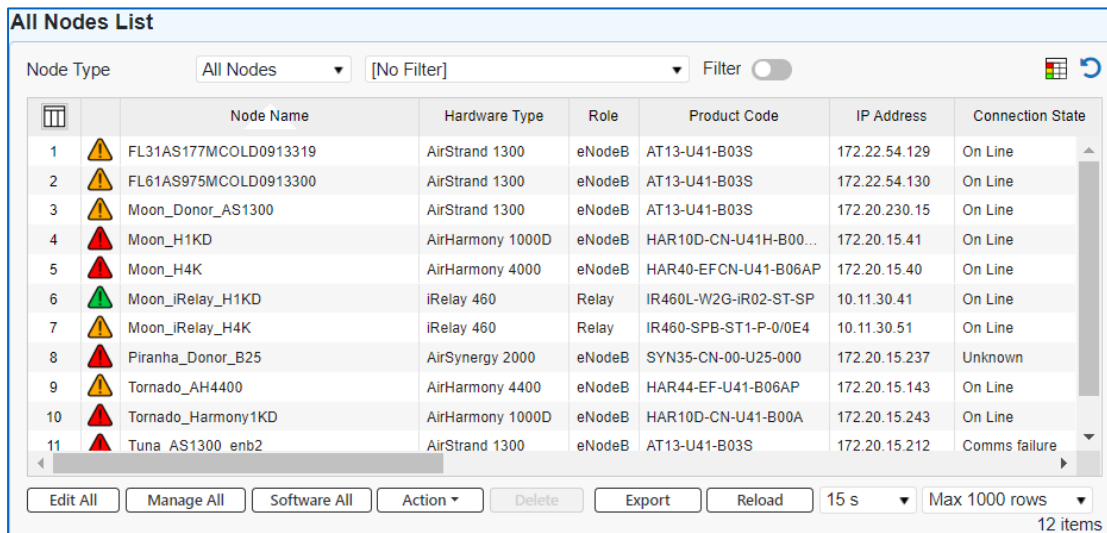 All Nodes List
Node Type All Nodes [No Filter] Filter
Node Name Hardware Type Role Product Code IP Address Connection State
1 FL31AS177MCOLD0913319 AirStrand 1300 eNodeB AT13-U41-B03S 172.22.54.129 On Line
2 FL61AS975MCOLD0913300 AirStrand 1300 eNodeB AT13-U41-B03S 172.22.54.130 On Line
3 Moon_Donor_AS1300 AirStrand 1300 eNodeB AT13-U41-B03S 172.20.230.15 On Line
4 Moon_H1KD AirHarmony 1000D eNodeB HAR10D-CN-U41H-B00... 172.20.15.41 On Line
5 Moon_H4K AirHarmony 4000 eNodeB HAR40-EFCN-U41-B06AP 172.20.15.40 On Line
6 Moon_iRelay_H1KD iRelay 460 Relay IR460L-W2G-iR02-ST-SP 10.11.30.41 On Line
7 Moon_iRelay_H4K iRelay 460 Relay IR460-SPB-ST1-P-0/0E4 10.11.30.51 On Line
8 Piranha_Donor_B25 AirSynergy 2000 eNodeB SYN35-CN-00-U25-000 172.20.15.237 Unknown
9 Tornado_AH4400 AirHarmony 4400 eNodeB HAR44-EF-U41-B06AP 172.20.15.143 On Line
10 Tornado_Harmony1KD AirHarmony 1000D eNodeB HAR10D-CN-U41-B00A 172.20.15.243 On Line
11 Tuna_AS1300_enb2 AirStrand 1300 eNodeB AT13-U41-B03S 172.20.15.212 Comms failure
Edit All Manage All Software All Action Delete Export Reload 15 s Max 1000 rows
12 items